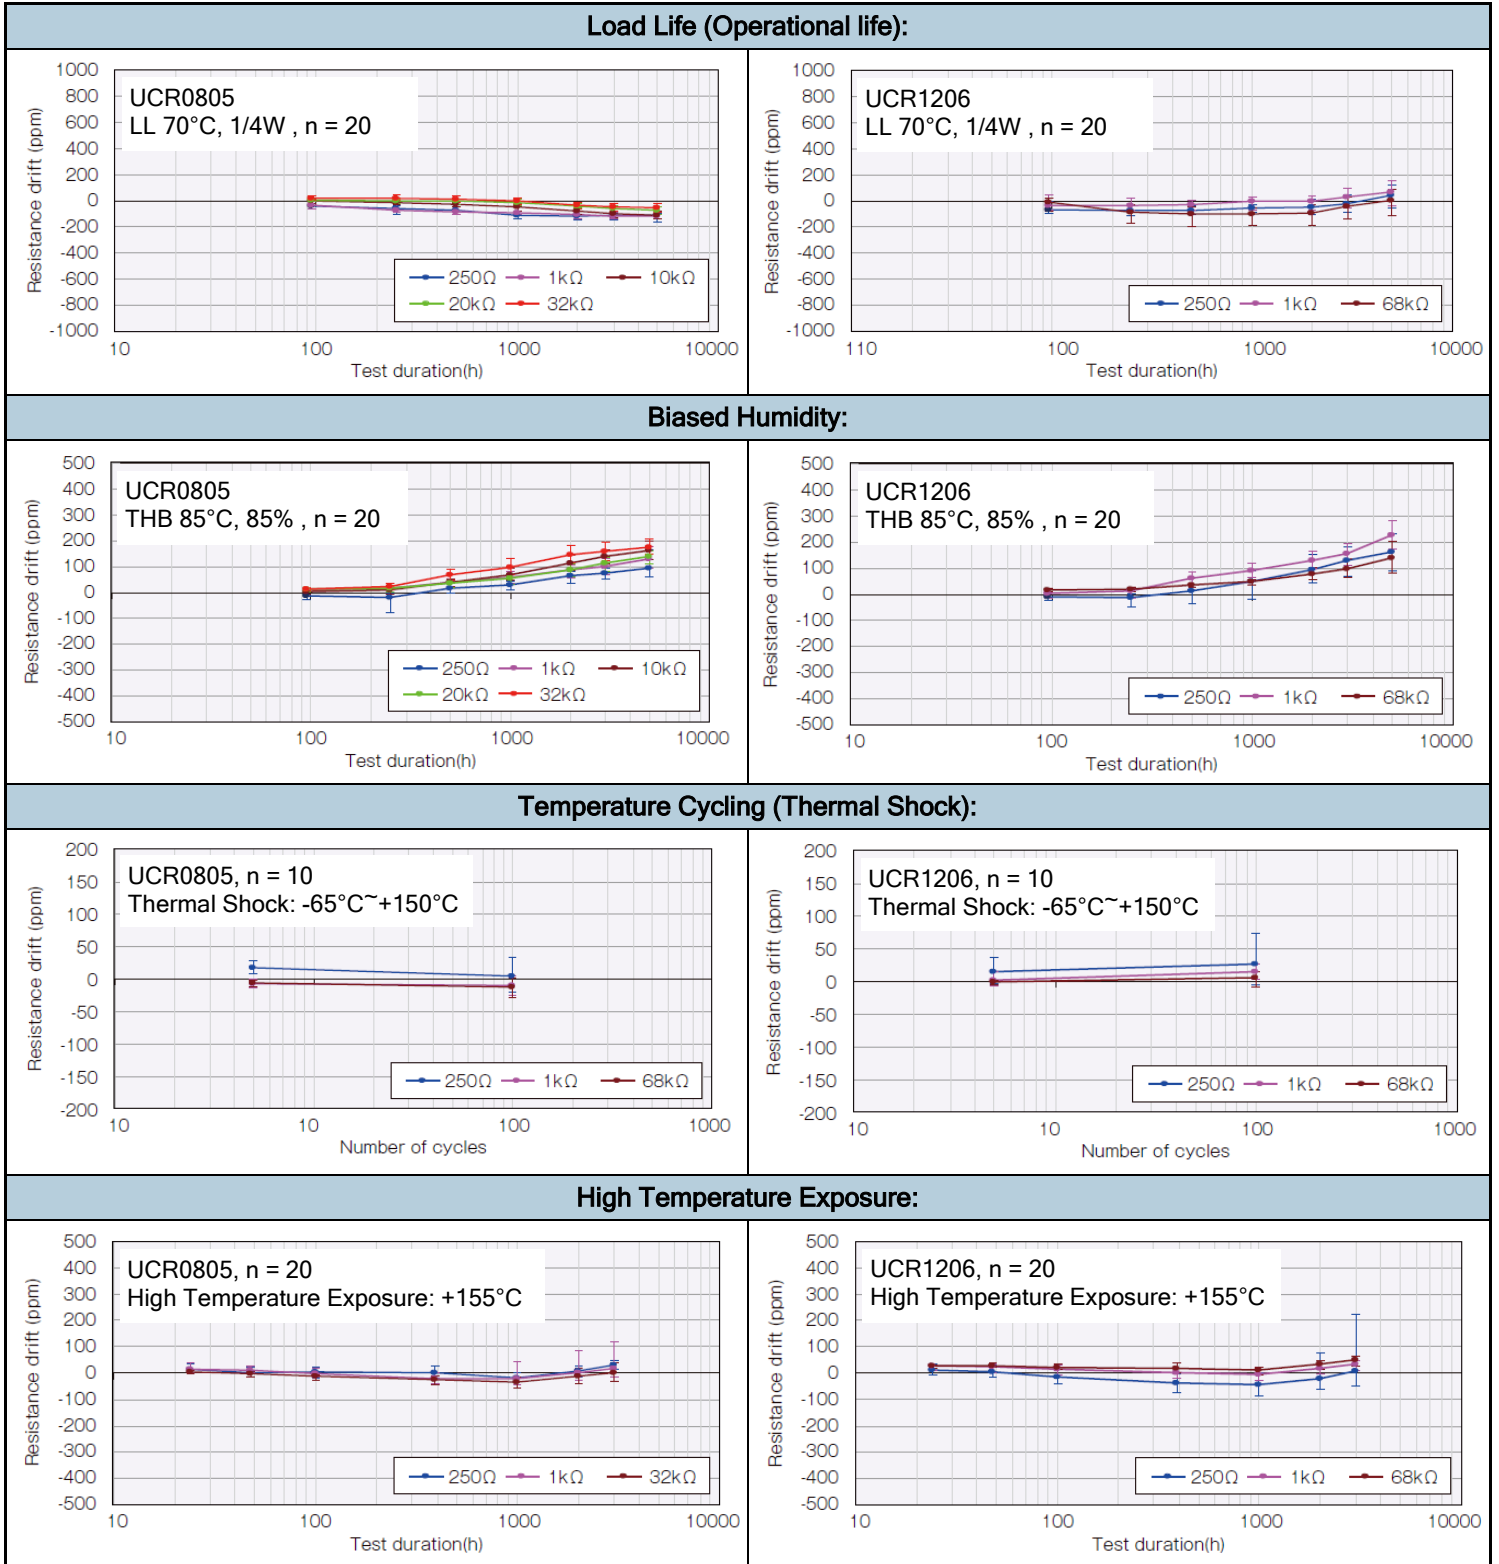 Load Life (Operational life):
Resistance drift (ppm)
1000
800
600
400
200
0
-200
-400
-600
-800
-1000
UCR0805
LL 70°C, 1/4W , n = 20
250Ω 1kΩ 10kΩ
20kΩ 32kΩ
10 100 1000 10000
Test duration(h)
Resistance drift (ppm)
1000
800
600
400
200
0
-200
-400
-600
-800
-1000
UCR1206
LL 70°C, 1/4W , n = 20
250Ω 1kΩ 68kΩ
110 100 1000 10000
Test duration(h)
Biased Humidity:
Resistance drift (ppm)
500
400
300
200
100
0
-100
-200
-300
-400
-500
UCR0805
THB 85°C, 85% , n = 20
250Ω 1kΩ 10kΩ
20kΩ 32kΩ
10 100 1000 10000
Test duration(h)
Resistance drift (ppm)
500
400
300
200
100
0
-100
-200
-300
-400
-500
UCR1206
THB 85°C, 85% , n = 20
250Ω 1kΩ 68kΩ
10 100 1000 10000
Test duration(h)
Temperature Cycling (Thermal Shock):
Resistance drift (ppm)
200
150
100
50
0
-50
-100
-150
-200
UCR0805, n = 10
Thermal Shock: -65°C~+150°C
250Ω 1kΩ 68kΩ
10 10 100 1000
Number of cycles
Resistance drift (ppm)
200
150
100
50
0
-50
-100
-150
-200
UCR1206, n = 10
Thermal Shock: -65°C~+150°C
250Ω 1kΩ 68kΩ
10 10 100 1000
Number of cycles
High Temperature Exposure:
Resistance drift (ppm)
500
400
300
200
100
0
-100
-200
-300
-400
-500
UCR0805, n = 20
High Temperature Exposure: +155°C
250Ω 1kΩ 32kΩ
10 100 1000 10000
Test duration(h)
Resistance drift (ppm)
500
400
300
200
100
0
-100
-200
-300
-400
-500
UCR1206, n = 20
High Temperature Exposure: +155°C
250Ω 1kΩ 68kΩ
10 100 1000 10000
Test duration(h)